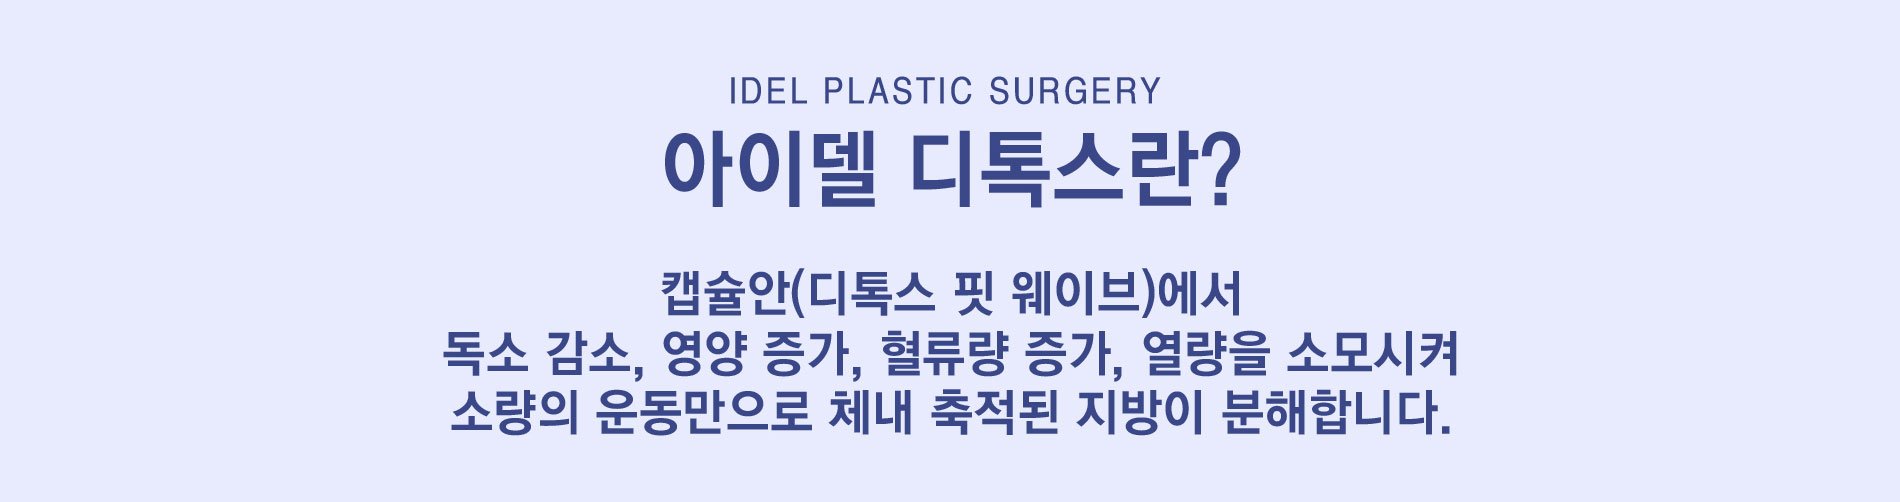 IDEL PLASTIC SURGERY
아이델 디톡스란?
캡슐안(디톡스 핏 웨이브)에서
독소 감소, 영양 증가, 혈류량 증가, 열량을 소모시켜
소량의 운동만으로 체내 축적된 지방이 분해합니다.